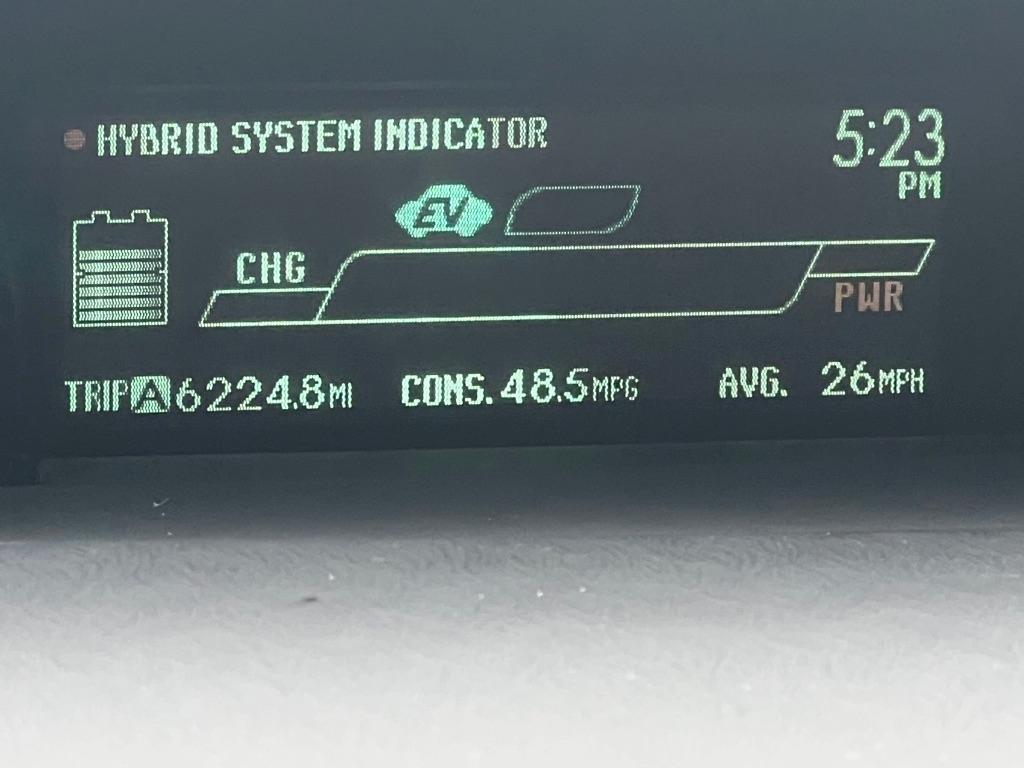 HYBRID SYSTEM INDICATOR
5:23
PM
EV
CHG
PWR
TRIP A 6224.8 MI CONS. 48.5 MPG AVG. 26 MPH